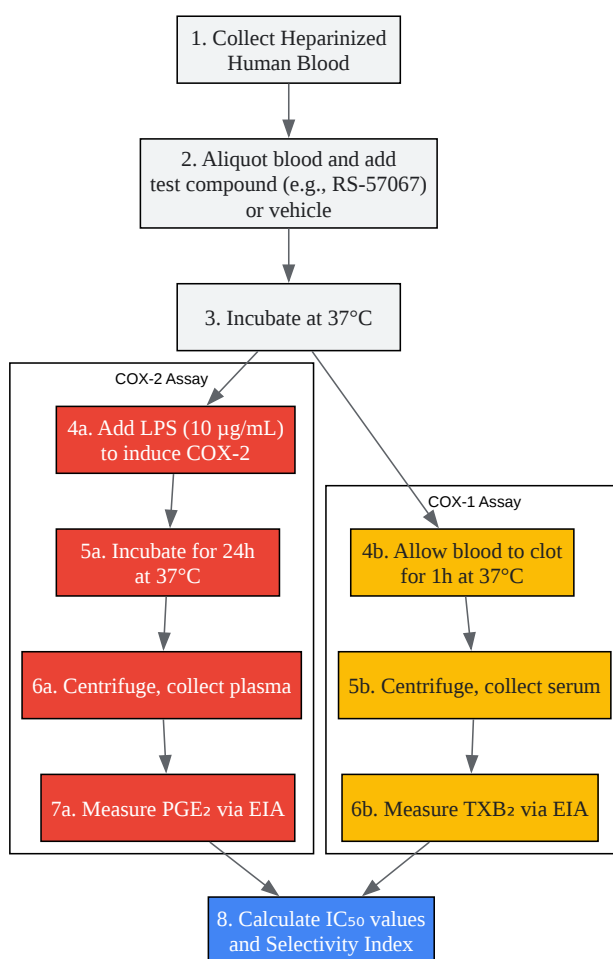 1. Collect Heparinized
Human Blood
2. Aliquot blood and add
test compound (e.g., RS-57067)
or vehicle
3. Incubate at 37°C
COX-2 Assay
4a. Add LPS (10 µg/mL)
to induce COX-2
5a. Incubate for 24h
at 37°C
6a. Centrifuge, collect plasma
7a. Measure PGE₂ via EIA
COX-1 Assay
4b. Allow blood to clot
for 1h at 37°C
5b. Centrifuge, collect serum
6b. Measure TXB₂ via EIA
8. Calculate IC₅₀ values
and Selectivity Index